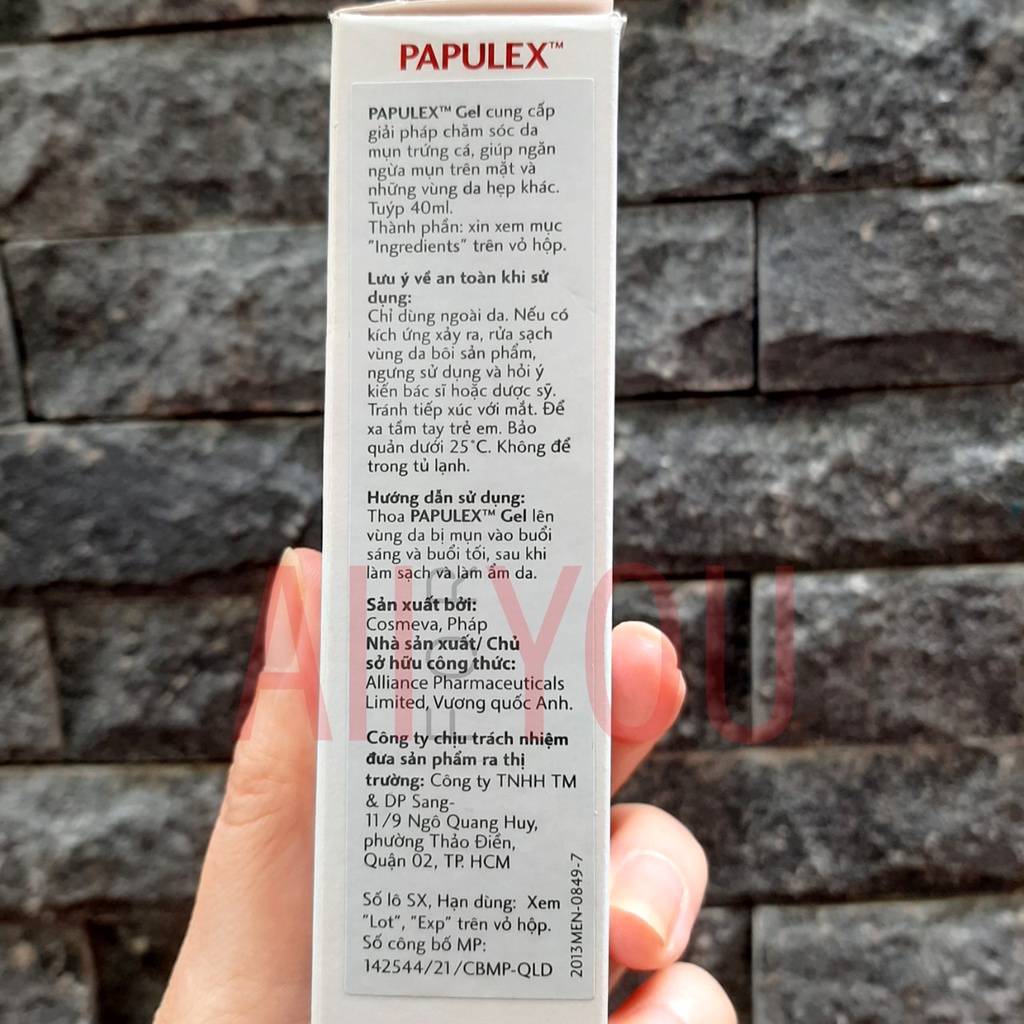 PAPULEX™
PAPULEX™ Gel cung cấp
giải pháp chăm sóc da
mụn trứng cá, giúp ngăn
ngừa mụn trên mặt và
những vùng da hẹp khác.
Tuýp 40ml.
Thành phần: xin xem mục
"Ingredients" trên vỏ hộp.
Lưu ý về an toàn khi sử
dụng:
Chỉ dùng ngoài da. Nếu có
kích ứng xảy ra, rửa sạch
vùng da bôi sản phẩm,
ngưng sử dụng và hỏi ý
kiến bác sĩ hoặc dược sỹ.
Tránh tiếp xúc với mắt. Để
xa tầm tay trẻ em. Bảo
quản dưới 25°C. Không để
trong tủ lạnh.
Hướng dẫn sử dụng:
Thoa PAPULEX™ Gel lên
vùng da bị mụn vào buổi
sáng và buổi tối, sau khi
làm sạch và làm ẩm da.
Sản xuất bởi:
Cosmeva, Pháp
Nhà sản xuất/ Chủ
sở hữu công thức:
Alliance Pharmaceuticals
Limited, Vương quốc Anh.
Công ty chịu trách nhiệm
đưa sản phẩm ra thị
trường: Công ty TNHH TM
& DP Sang-
11/9 Ngô Quang Huy,
phường Thảo Điền,
Quận 02, TP. HCM
Số lô SX, Hạn dùng: Xem
"Lot", "Exp" trên vỏ hộp.
Số công bố MP:
142544/21/CBMP-QLD
2013MEN-0849-7
All FOR YOU